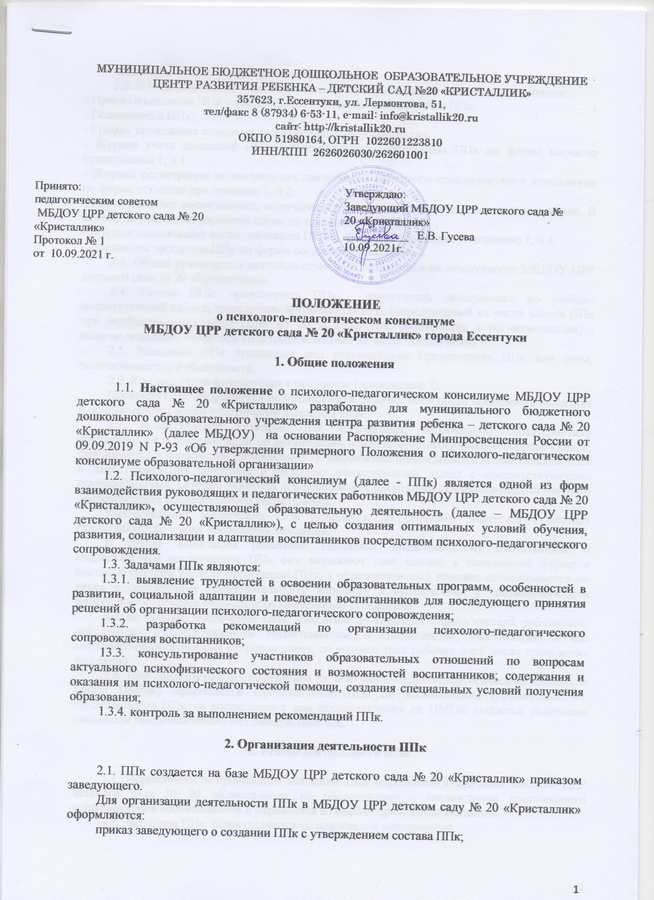 МУНИЦИПАЛЬНОЕ БЮДЖЕТНОЕ ДОШКОЛЬНОЕ ОБРАЗОВАТЕЛЬНОЕ УЧРЕЖДЕНИЕ
ЦЕНТР РАЗВИТИЯ РЕБЕНКА – ДЕТСКИЙ САД №20 «КРИСТАЛЛИК»
357623, г.Ессентуки, ул. Лермонтова, 51,
тел/факс 8 (87934) 6-53-11, e-mail: info@kristallik20.ru
сайт: http://kristallik20.ru
ОКПО 51980164, ОГРН 1022601223810
ИНН/КПП 2626026030/262601001
Принято:
педагогическим советом
МБДОУ ЦРР детского сада № 20
«Кристаллик»
Протокол № 1
от 10.09.2021 г.
Утверждаю:
Заведующий МБДОУ ЦРР детского сада №
20 «Кристаллик»
Гусева Е.В. Гусева
10.09.2021г.
ПОЛОЖЕНИЕ
о психолого-педагогическом консилиуме
МБДОУ ЦРР детского сада № 20 «Кристаллик» города Ессентуки
1. Общие положения
1.1. Настоящее положение о психолого-педагогическом консилиуме МБДОУ ЦРР
детского сада № 20 «Кристаллик» разработано для муниципального бюджетного
дошкольного образовательного учреждения центра развития ребенка – детского сада № 20
«Кристаллик» (далее МБДОУ) на основании Распоряжение Минпросвещения России от
09.09.2019 N Р-93 «Об утверждении примерного Положения о психолого-педагогическом
консилиуме образовательной организации»
1.2. Психолого-педагогический консилиум (далее - ППк) является одной из форм
взаимодействия руководящих и педагогических работников МБДОУ ЦРР детского сада № 20
«Кристаллик», осуществляющей образовательную деятельность (далее – МБДОУ ЦРР
детского сада № 20 «Кристаллик»), с целью создания оптимальных условий обучения,
развития, социализации и адаптации воспитанников посредством психолого-педагогического
сопровождения.
1.3. Задачами ППк являются:
1.3.1. выявление трудностей в освоении образовательных программ, особенностей в
развитии, социальной адаптации и поведении воспитанников для последующего принятия
решений об организации психолого-педагогического сопровождения;
1.3.2. разработка рекомендаций по организации психолого-педагогического
сопровождения воспитанников;
13.3. консультирование участников образовательных отношений по вопросам
актуального психофизического состояния и возможностей воспитанников; содержания и
оказания им психолого-педагогической помощи, создания специальных условий получения
образования;
1.3.4. контроль за выполнением рекомендаций ППк.
2. Организация деятельности ППк
2.1. ППк создается на базе МБДОУ ЦРР детского сада № 20 «Кристаллик» приказом
заведующего.
Для организации деятельности ППк в МБДОУ ЦРР детском саду № 20 «Кристаллик»
оформляются:
приказ заведующего о создании ППк с утверждением состава ППк;
1